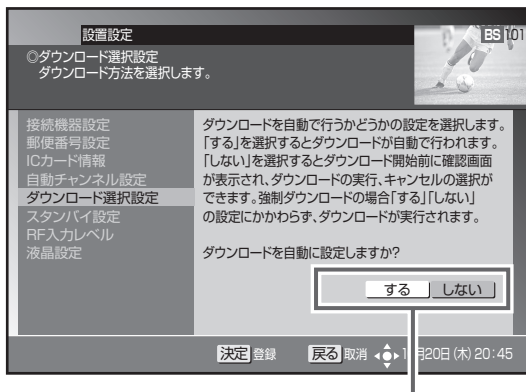 設置設定
BS 101
◎ダウンロード選択設定
ダウンロード方法を選択します。
接続機器設定
郵便番号設定
ICカード情報
自動チャンネル設定
ダウンロード選択設定
スタンバイ設定
RF入力レベル
液晶設定
ダウンロードを自動で行うかどうかの設定を選択します。
「する」を選択するとダウンロードが自動で行われます。
「しない」を選択するとダウンロード開始前に確認画面
が表示され、ダウンロードの実行、キャンセルの選択が
できます。強制ダウンロードの場合「する」「しない」
の設定にかかわらず、ダウンロードが実行されます。
ダウンロードを自動に設定しますか?
する しない
決定 登録 戻る 取消 月20日(木) 20:45